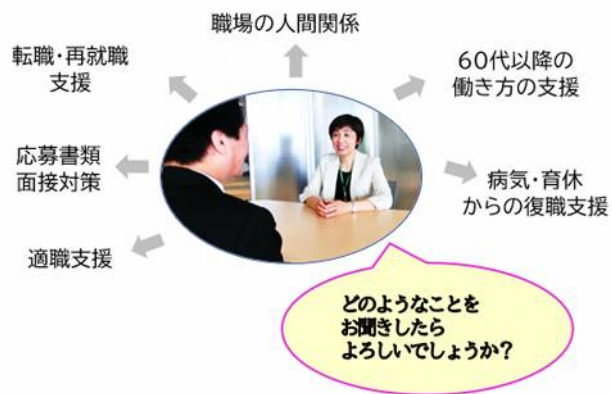 職場の人間関係
転職・再就職
支援
60代以降の
働き方の支援
応募書類
面接対策
病気・育休
からの復職支援
適職支援
どのようなことを
お聞きしたら
よろしいでしょうか？